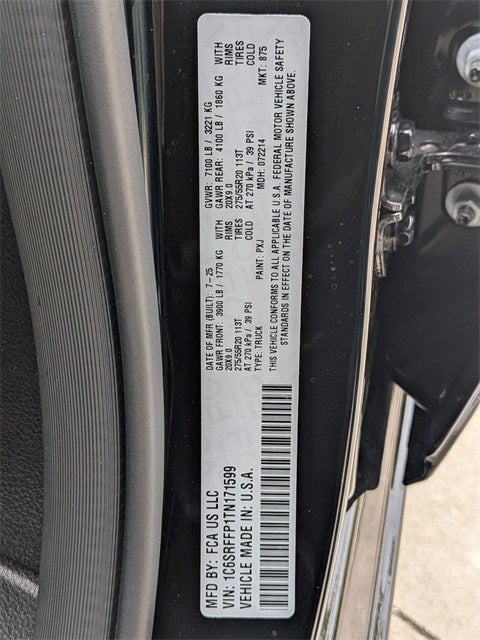 MFD BY: FCA US LLC
VIN: 1C6SRFFP1TN171599
VEHICLE MADE IN: U.S.A.
DATE OF MFR (BUILT): 7-25 GVWR: 7100 LB / 3221 KG
GAWR FRONT: 3900 LB / 1770 KG WITH GAWR REAR: 4100 LB / 1860 KG WITH
20X9.0 RIMS 20X9.0 RIMS
275/55R20 113T TIRES 275/55R20 113T TIRES
AT 270 kPa / 39 PSI COLD AT 270 kPa / 39 PSI COLD
TYPE: TRUCK PAINT: PXJ MDH: 072214 MKT: 875
THIS VEHICLE CONFORMS TO ALL APPLICABLE U.S.A. FEDERAL MOTOR VEHICLE SAFETY
STANDARDS IN EFFECT ON THE DATE OF MANUFACTURE SHOWN ABOVE.